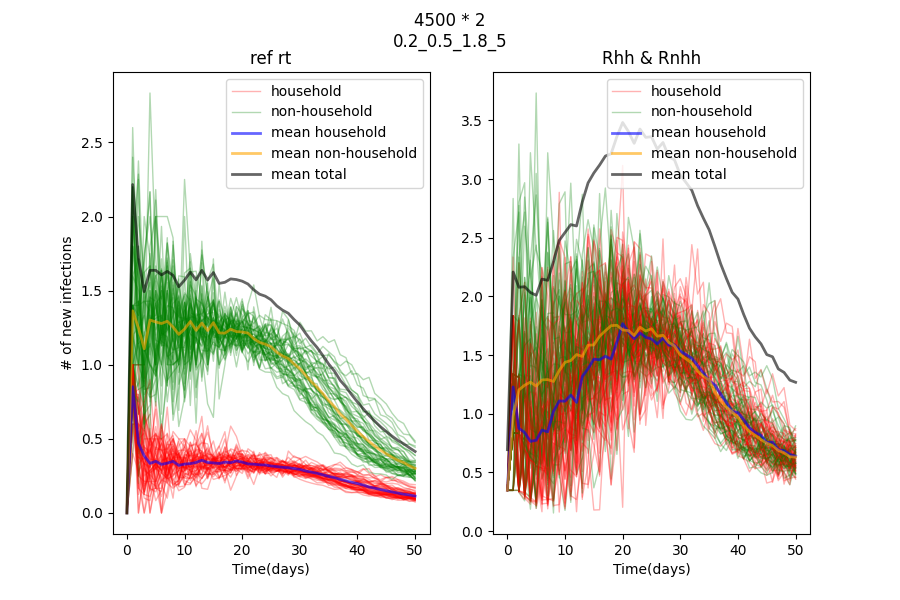 4500 * 2
0.2_0.5_1.8_5
ref rt
Rhh & Rnhh
household
non-household
mean household
mean non-household
mean total
household
non-household
mean household
mean non-household
mean total
# of new infections
2.5
2.0
1.5
1.0
0.5
0.0
3.5
3.0
2.5
2.0
1.5
1.0
0.5
0.0
0 10 20 30 40 50
0 10 20 30 40 50
Time(days)
Time(days)